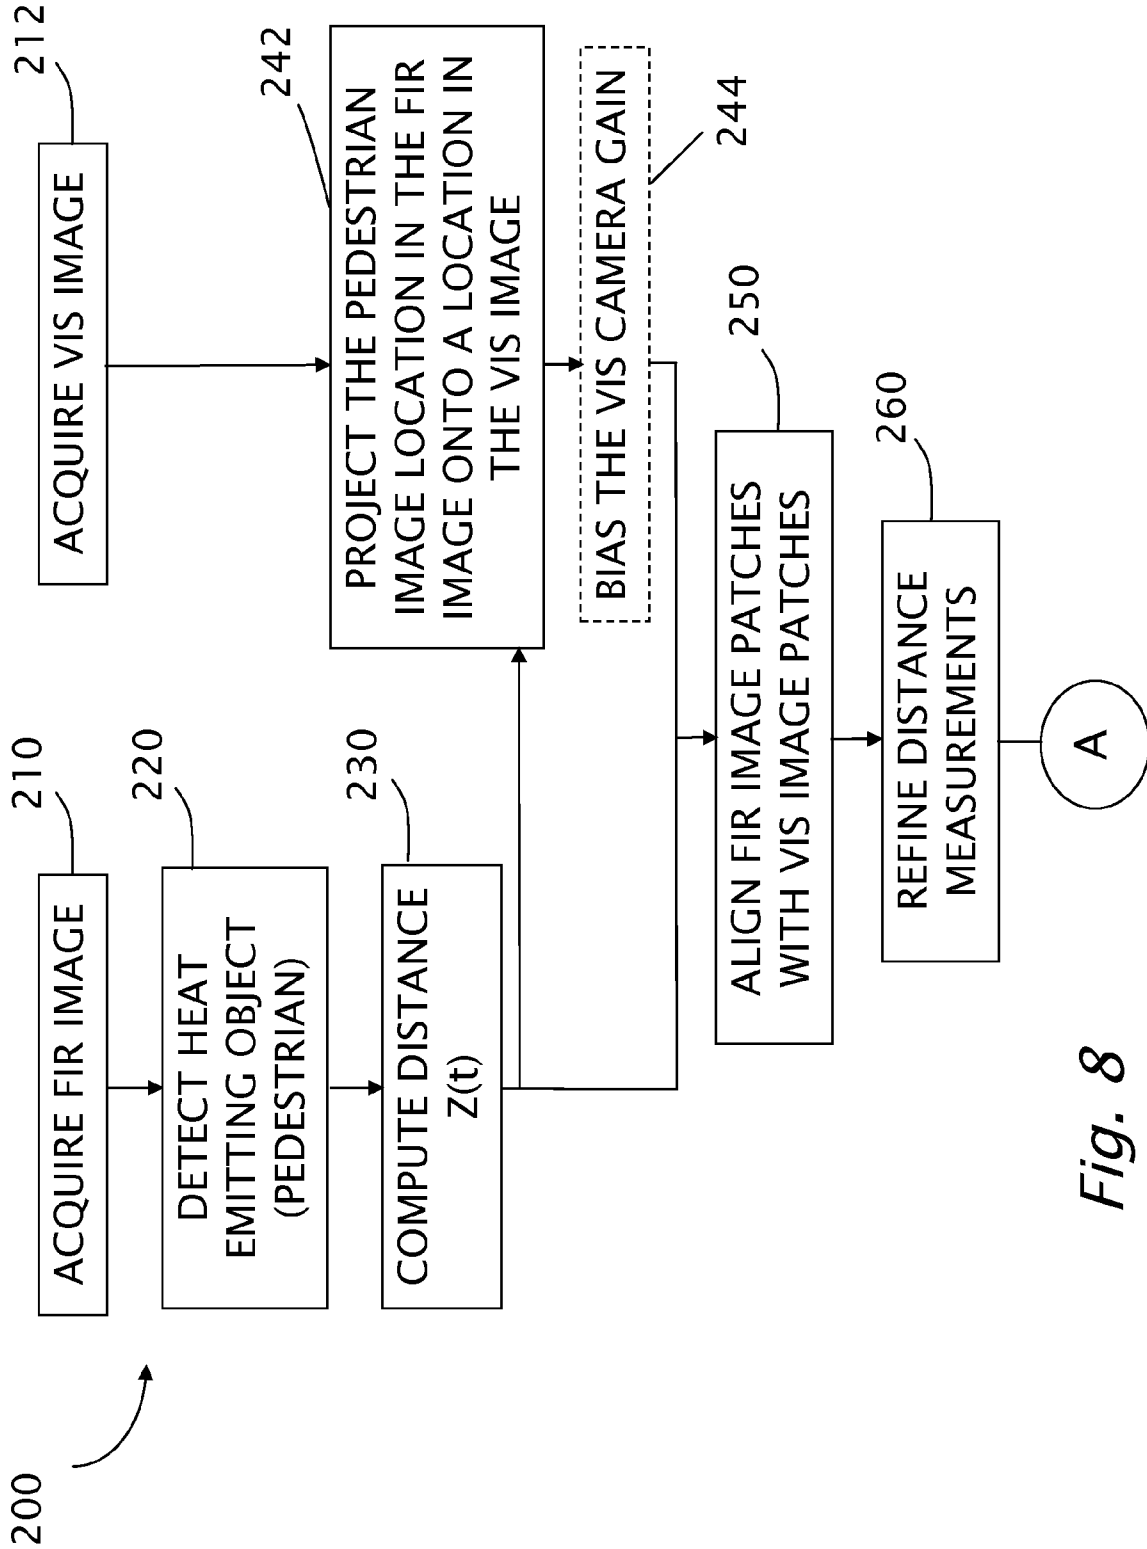 200
210
ACQUIRE FIR IMAGE
220
DETECT HEAT
EMITTING OBJECT
(PEDESTRIAN)
230
COMPUTE DISTANCE
Z(t)
212
ACQUIRE VIS IMAGE
242
PROJECT THE PEDESTRIAN
IMAGE LOCATION IN THE FIR
IMAGE ONTO A LOCATION IN
THE VIS IMAGE
BIAS THE VIS CAMERA GAIN
244
250
ALIGN FIR IMAGE PATCHES
WITH VIS IMAGE PATCHES
260
REFINE DISTANCE
MEASUREMENTS
A
Fig. 8